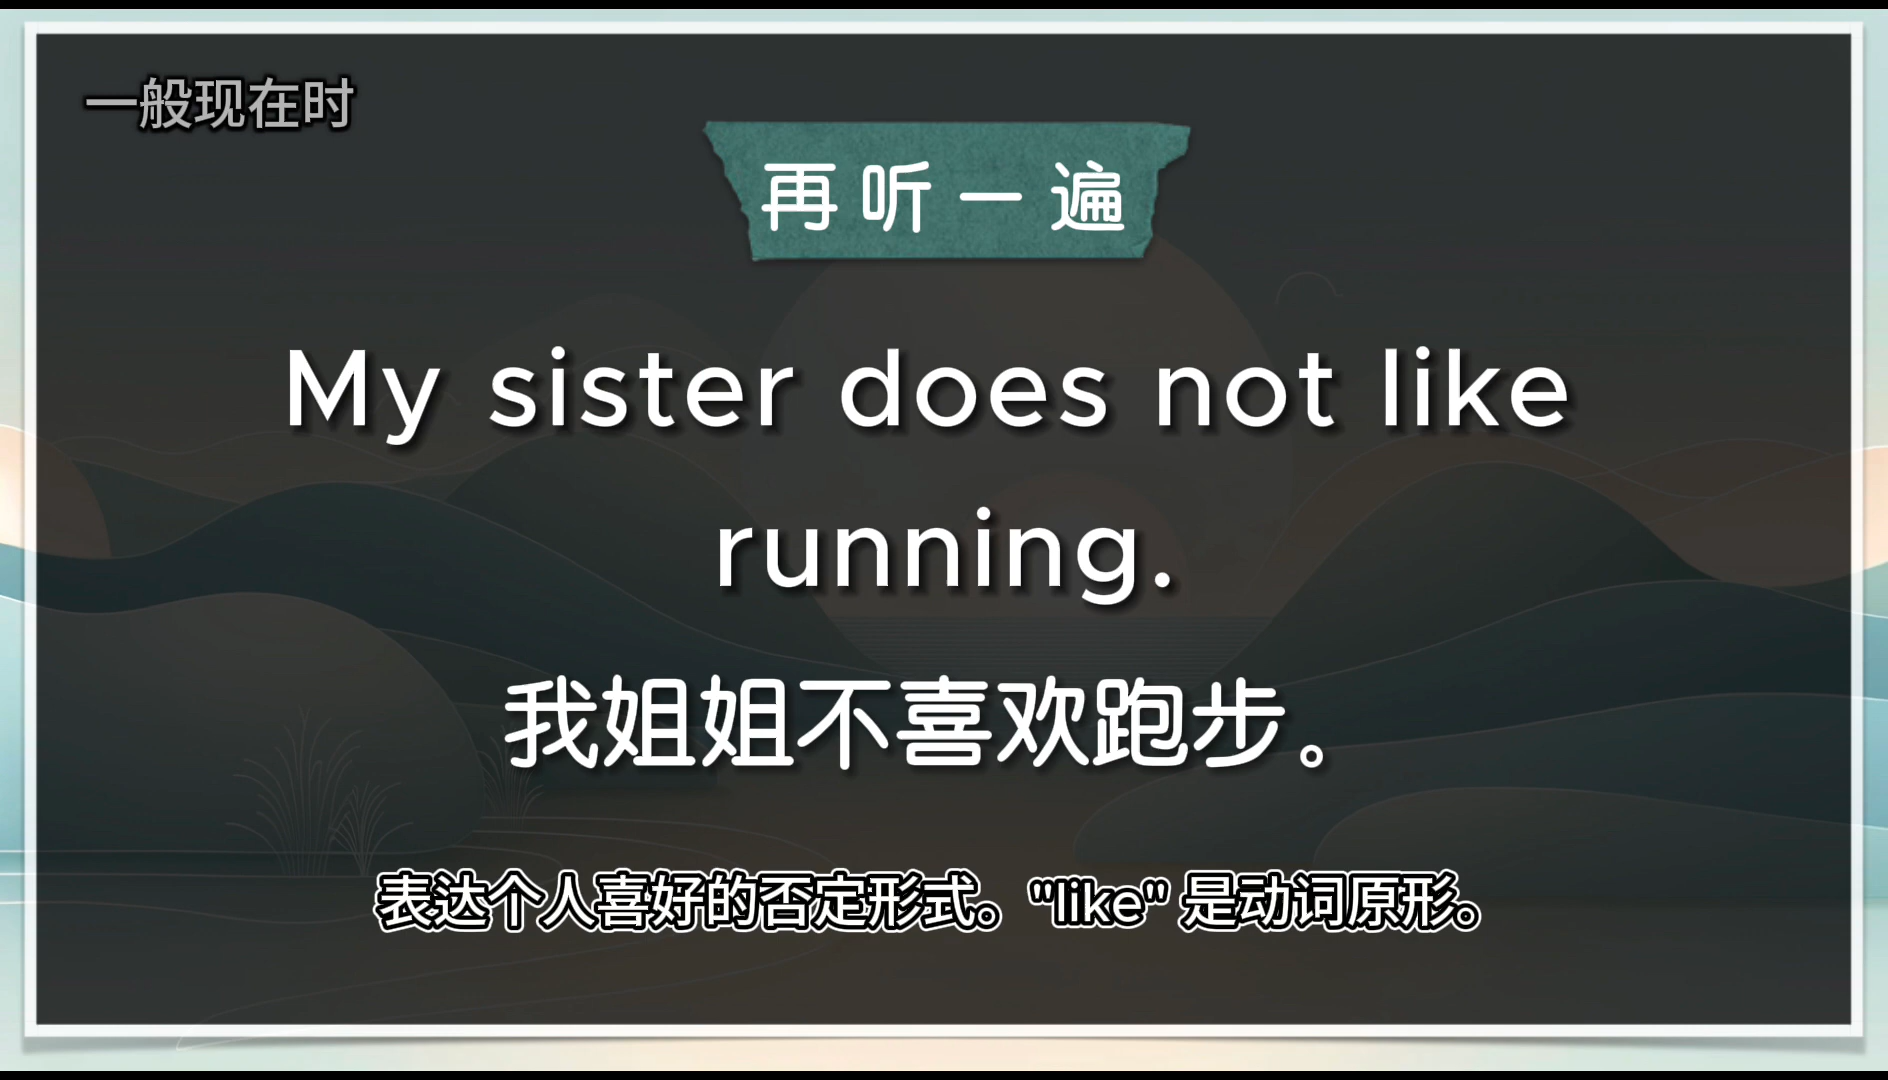 一般现在时
再听一遍
My sister does not like
running.
我姐姐不喜欢跑步。
表达个人喜好的否定形式。"like" 是动词原形。